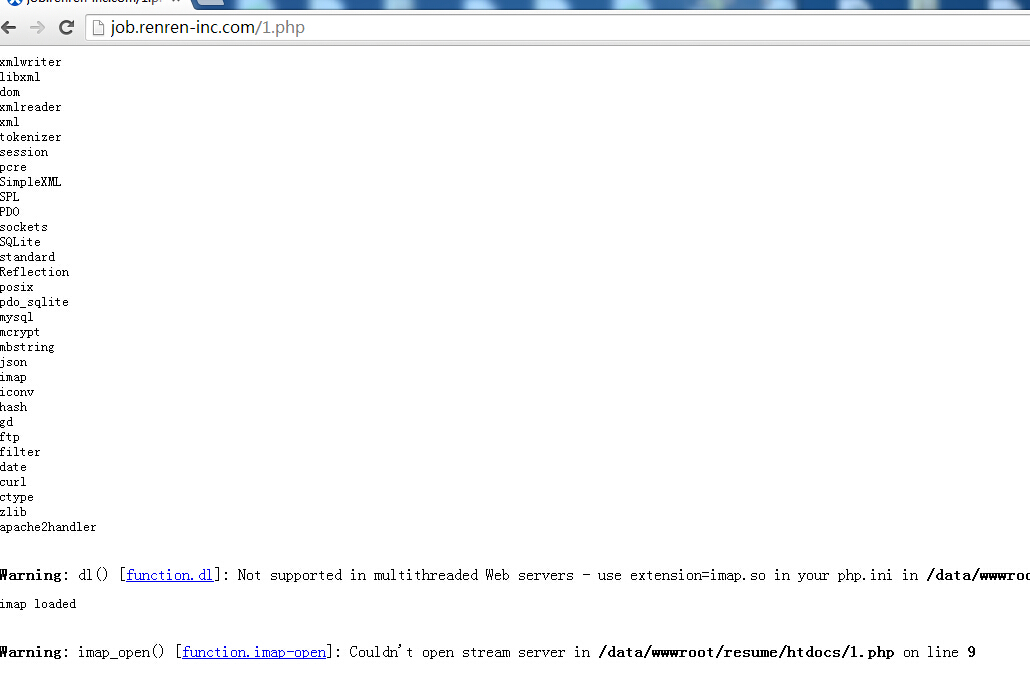 job.renren-inc.com/1.php
xmlwriter
libxml
dom
xmlreader
xml
tokenizer
session
pcre
SimpleXML
SPL
PDO
sockets
SQLite
standard
Reflection
posix
pdo_sqlite
mysql
mcrypt
mbstring
json
imap
iconv
hash
gd
ftp
filter
date
curl
ctype
zlib
apache2handler
Warning: dl() [function.dl]: Not supported in multithreaded Web servers - use extension=imap.so in your php.ini in
imap loaded
Warning: imap_open() [function.imap-open]: Couldn't open stream server in /data/wwwroot/resume/htdocs/1.php on line 9